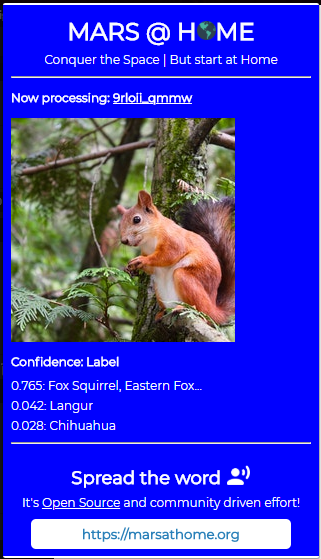 MARS @ H🌎ME
Conquer the Space | But start at Home
Now processing: 9rloii_qmmw
Confidence: Label
0.765: Fox Squirrel, Eastern Fox...
0.042: Langur
0.028: Chihuahua
Spread the word
It's Open Source and community driven effort!
https://marsathome.org